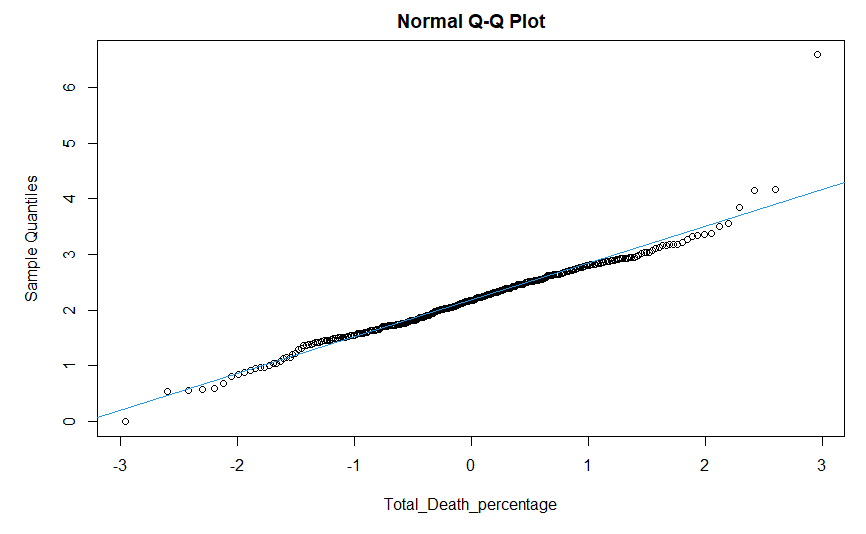 Normal Q-Q Plot
6
5
4
3
2
1
0
Sample Quantiles
-3 -2 -1 0 1 2 3
Total_Death_percentage